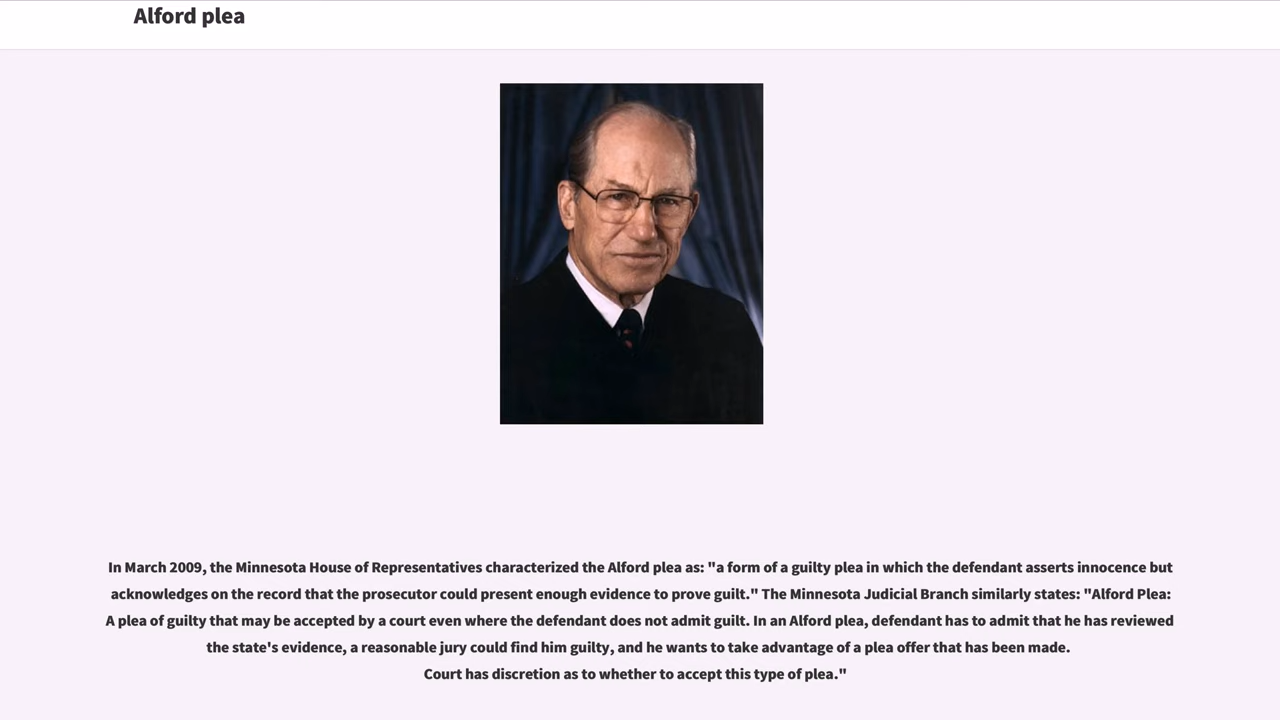 Alford plea
In March 2009, the Minnesota House of Representatives characterized the Alford plea as: "a form of a guilty plea in which the defendant asserts innocence but
acknowledges on the record that the prosecutor could present enough evidence to prove guilt." The Minnesota Judicial Branch similarly states: "Alford Plea:
A plea of guilty that may be accepted by a court even where the defendant does not admit guilt. In an Alford plea, defendant has to admit that he has reviewed
the state's evidence, a reasonable jury could find him guilty, and he wants to take advantage of a plea offer that has been made.
Court has discretion as to whether to accept this type of plea."